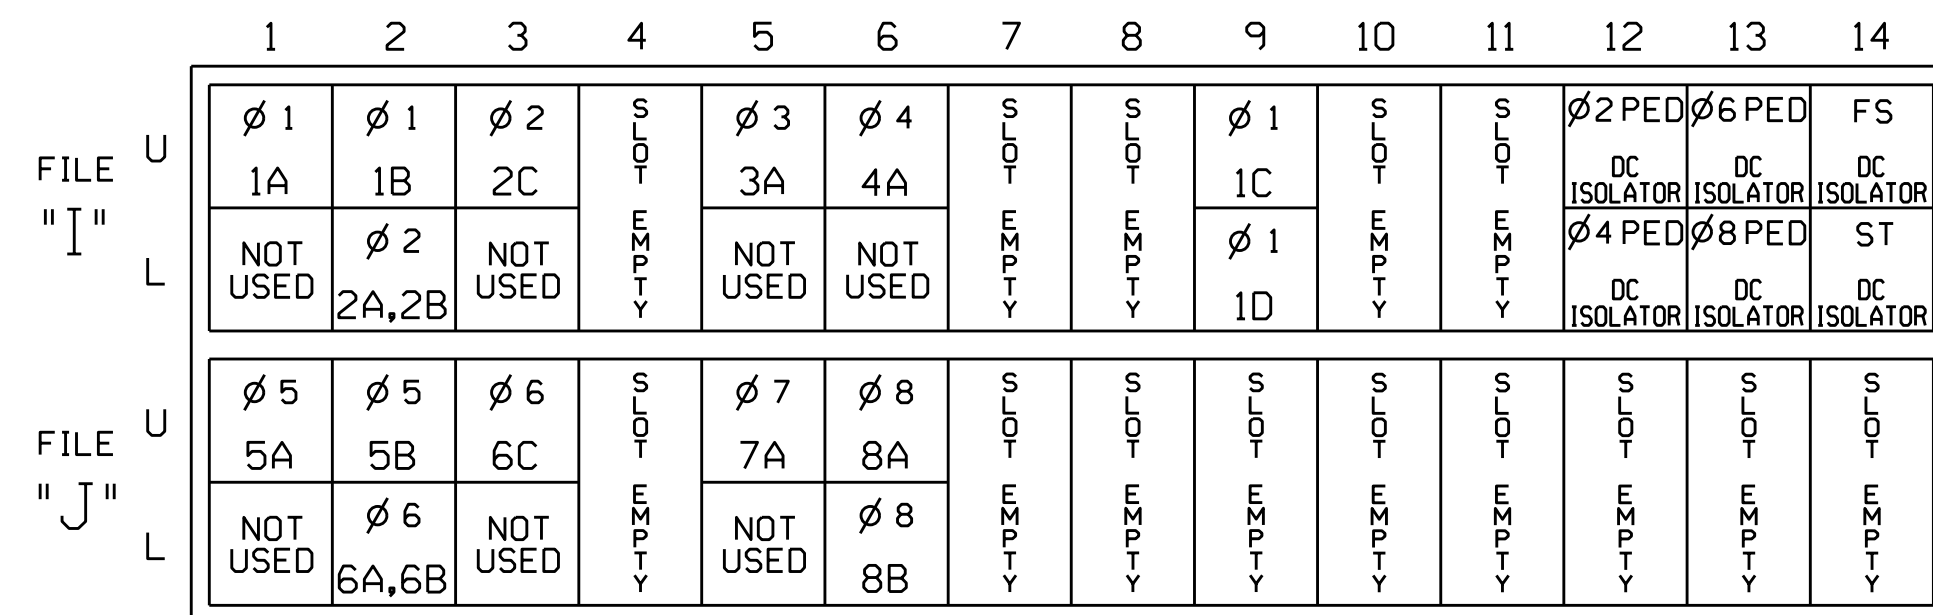 1 2 3 4 5 6 7 8 9 10 11 12 13 14
FILE "I"
U
Ø 1 Ø 1 Ø 2 SLOT EMPTY Ø 3 Ø 4 SLOT EMPTY SLOT EMPTY Ø 1 SLOT EMPTY SLOT EMPTY Ø2 PED Ø6 PED FS
1A 1B 2C 3A 4A 1C DC ISOLATOR DC ISOLATOR DC ISOLATOR
L
NOT USED Ø 2 NOT USED NOT USED NOT USED Ø 1 Ø4 PED Ø8 PED ST
2A,2B 1D DC ISOLATOR DC ISOLATOR DC ISOLATOR
FILE "J"
U
Ø 5 Ø 5 Ø 6 SLOT EMPTY Ø 7 Ø 8 SLOT EMPTY SLOT EMPTY SLOT EMPTY SLOT EMPTY SLOT EMPTY SLOT EMPTY SLOT EMPTY SLOT EMPTY
5A 5B 6C 7A 8A
L
NOT USED Ø 6 NOT USED NOT USED Ø 8
6A,6B 8B